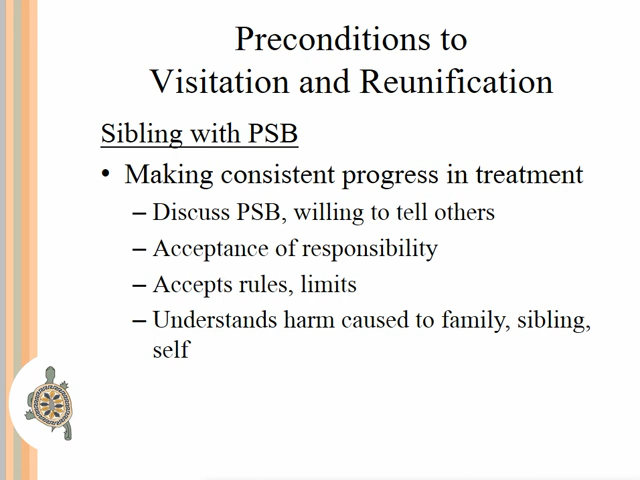 Preconditions to
Visitation and Reunification
Sibling with PSB
• Making consistent progress in treatment
– Discuss PSB, willing to tell others
– Acceptance of responsibility
– Accepts rules, limits
– Understands harm caused to family, sibling,
self